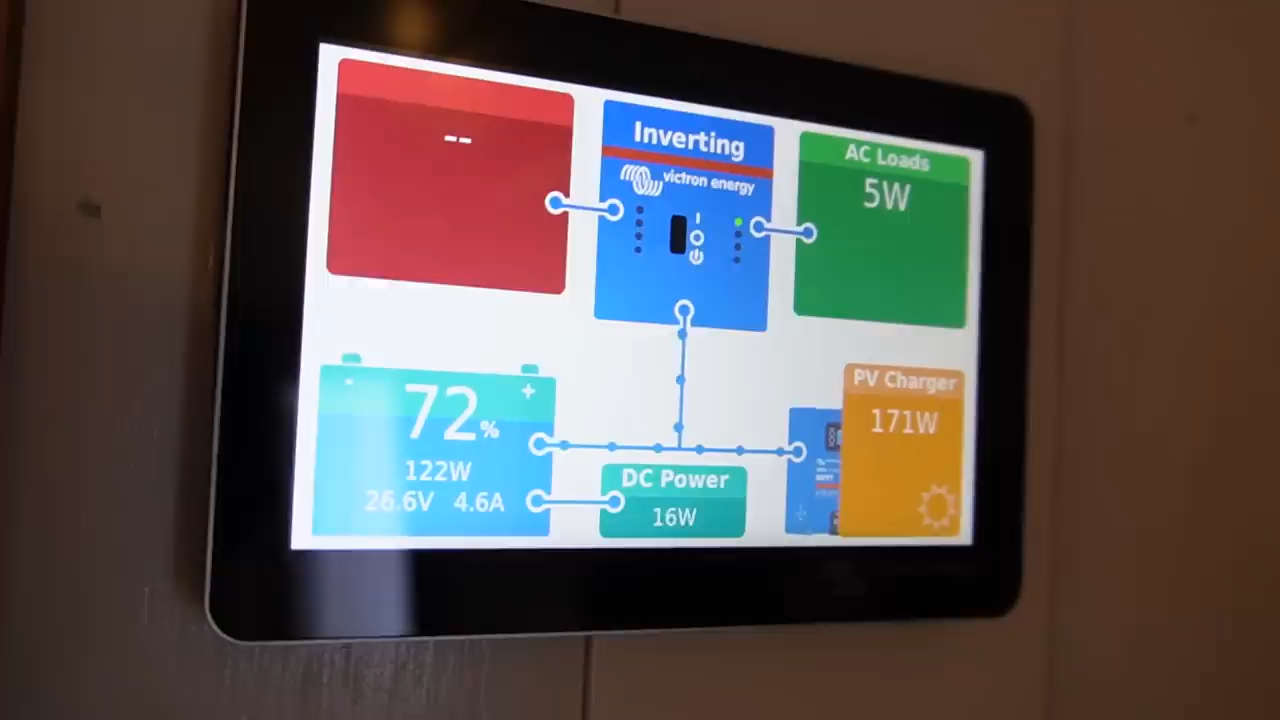 --
Inverting
victron energy
AC Loads
5W
72%
122W
26.6V 4.6A
DC Power
16W
PV Charger
171W